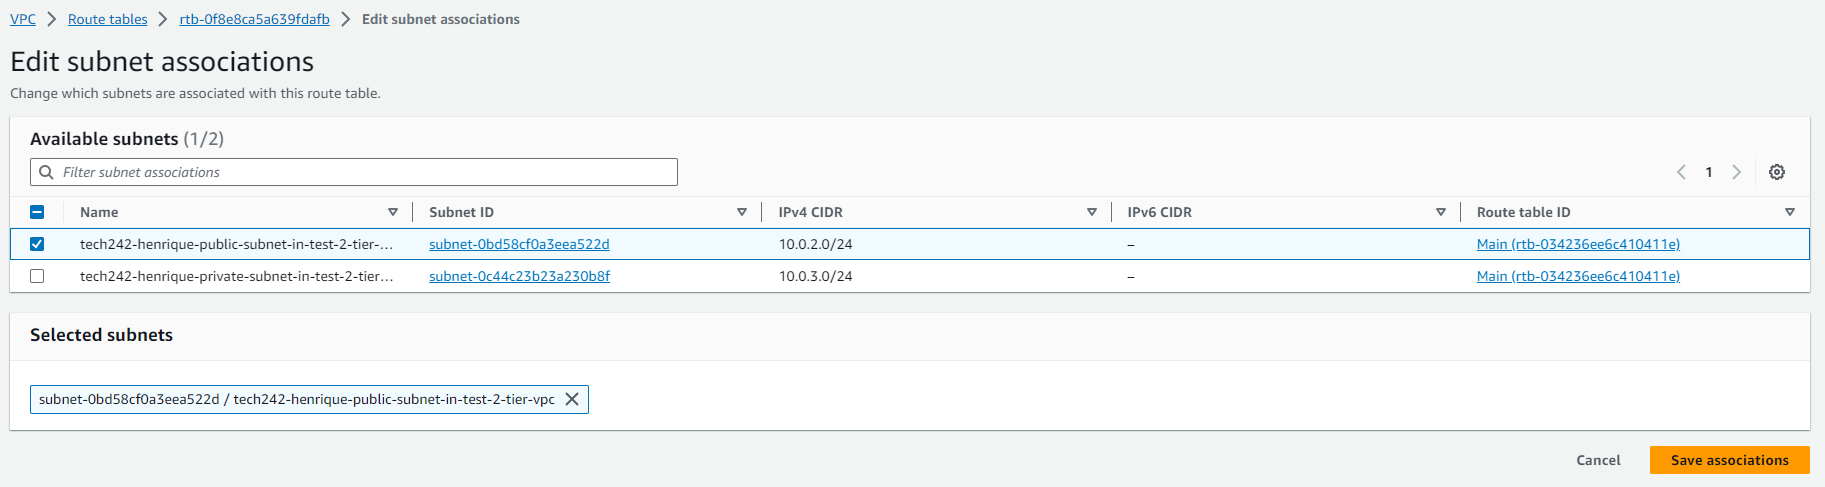 VPC > Route tables > rtb-0f8e8ca5a639fdafb > Edit subnet associations
Edit subnet associations
Change which subnets are associated with this route table.
Available subnets (1/2)
Filter subnet associations
1
Name Subnet ID IPv4 CIDR IPv6 CIDR Route table ID
tech242-henrique-public-subnet-in-test-2-tier-... subnet-0bd58cf0a3eea522d 10.0.2.0/24 – Main (rtb-034236ee6c410411e)
tech242-henrique-private-subnet-in-test-2-tier... subnet-0c44c23b23a230b8f 10.0.3.0/24 – Main (rtb-034236ee6c410411e)
Selected subnets
subnet-0bd58cf0a3eea522d / tech242-henrique-public-subnet-in-test-2-tier-vpc
Cancel Save associations